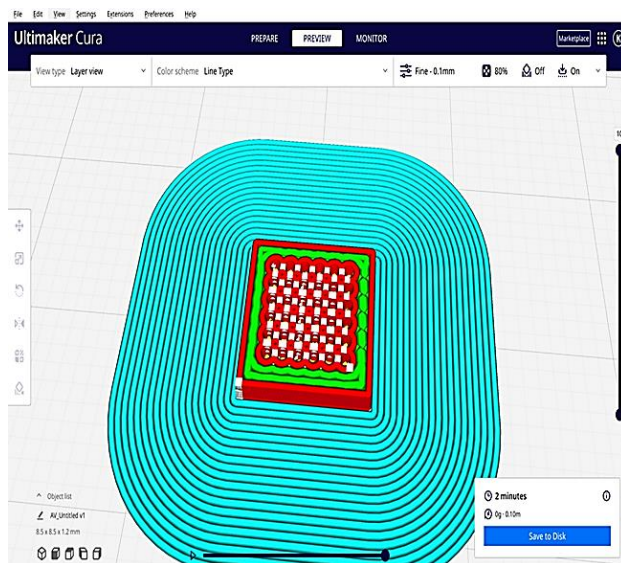 File Edit View Settings Extensions Preferences Help
Ultimaker Cura PREPARE PREVIEW MONITOR Marketplace
View type Layer view Color scheme Line Type Fine - 0.1mm 80% Off On
10
Object list
AV_Untitled v1
8.5 x 8.5 x 1.2 mm
2 minutes
0g · 0.10m
Save to Disk